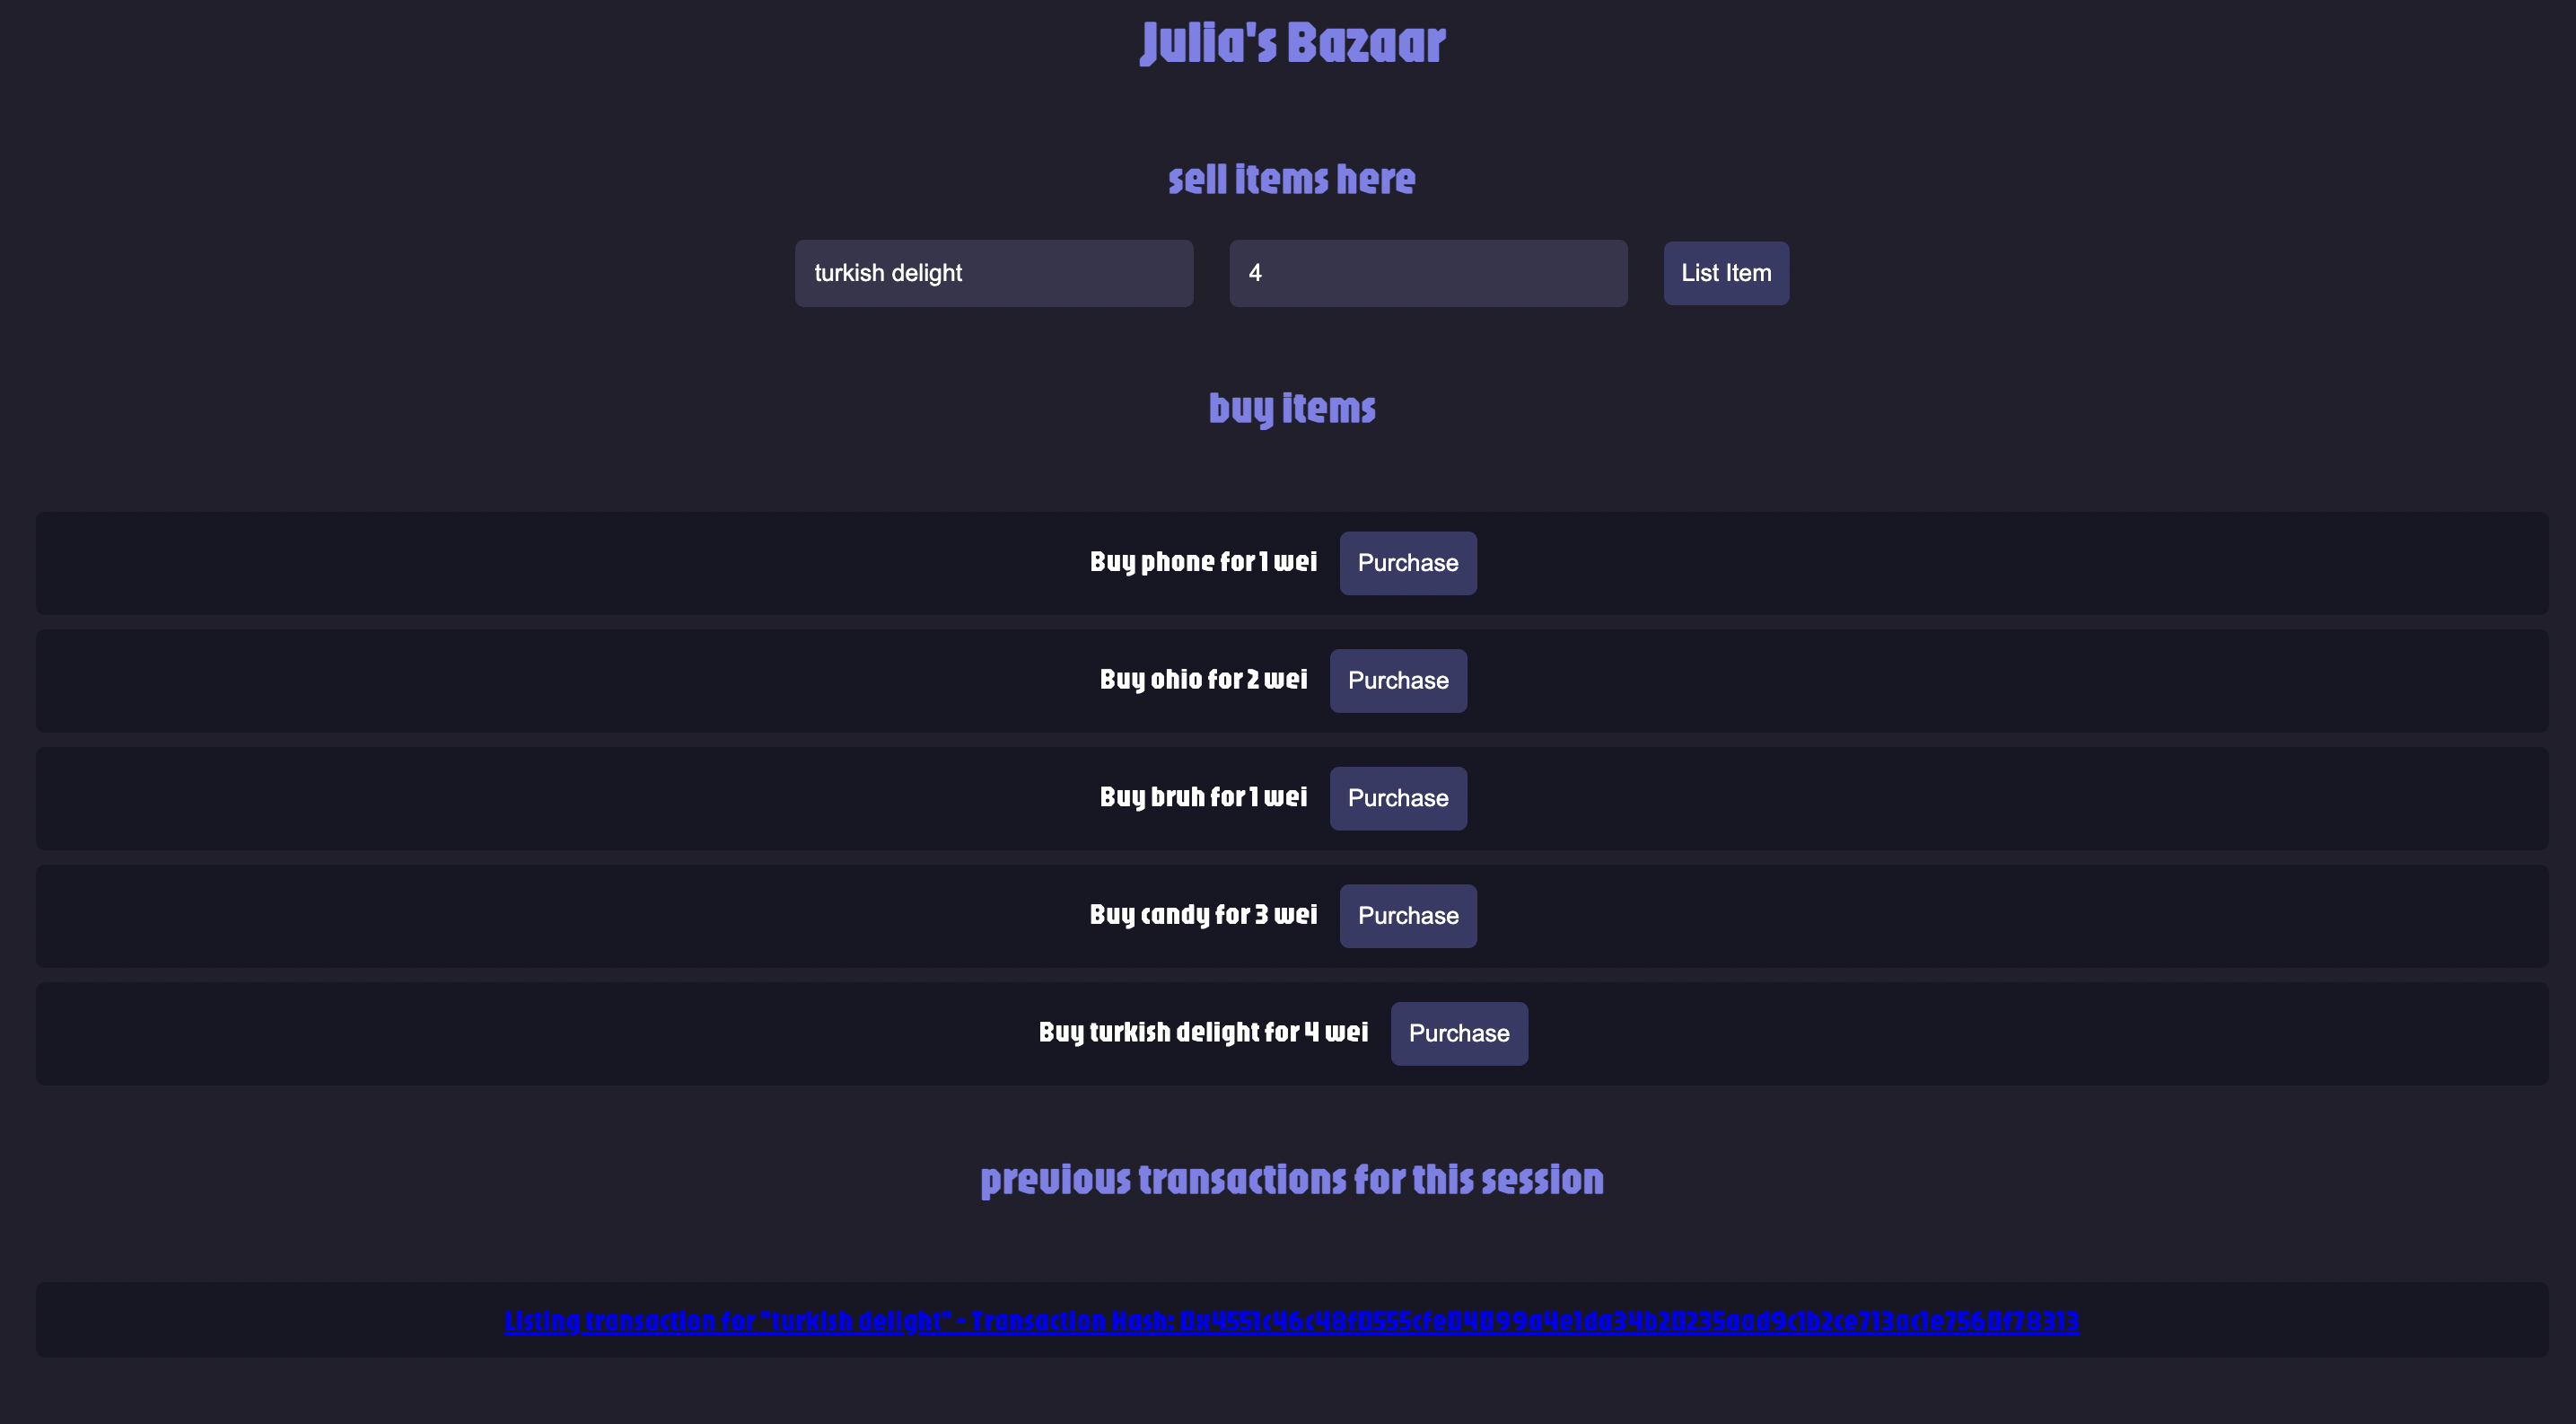 Julia's Bazaar
sell items here
turkish delight
4
List Item
buy items
Buy phone for 1 wei
Purchase
Buy ohio for 2 wei
Purchase
Buy bruh for 1 wei
Purchase
Buy candy for 3 wei
Purchase
Buy turkish delight for 4 wei
Purchase
previous transactions for this session
Listing transaction for "turkish delight" - Transaction Hash: 0x4551c46c48f0555cfe04099a4e1da34b20235aad9c1b2ce713ac1e7560f78313